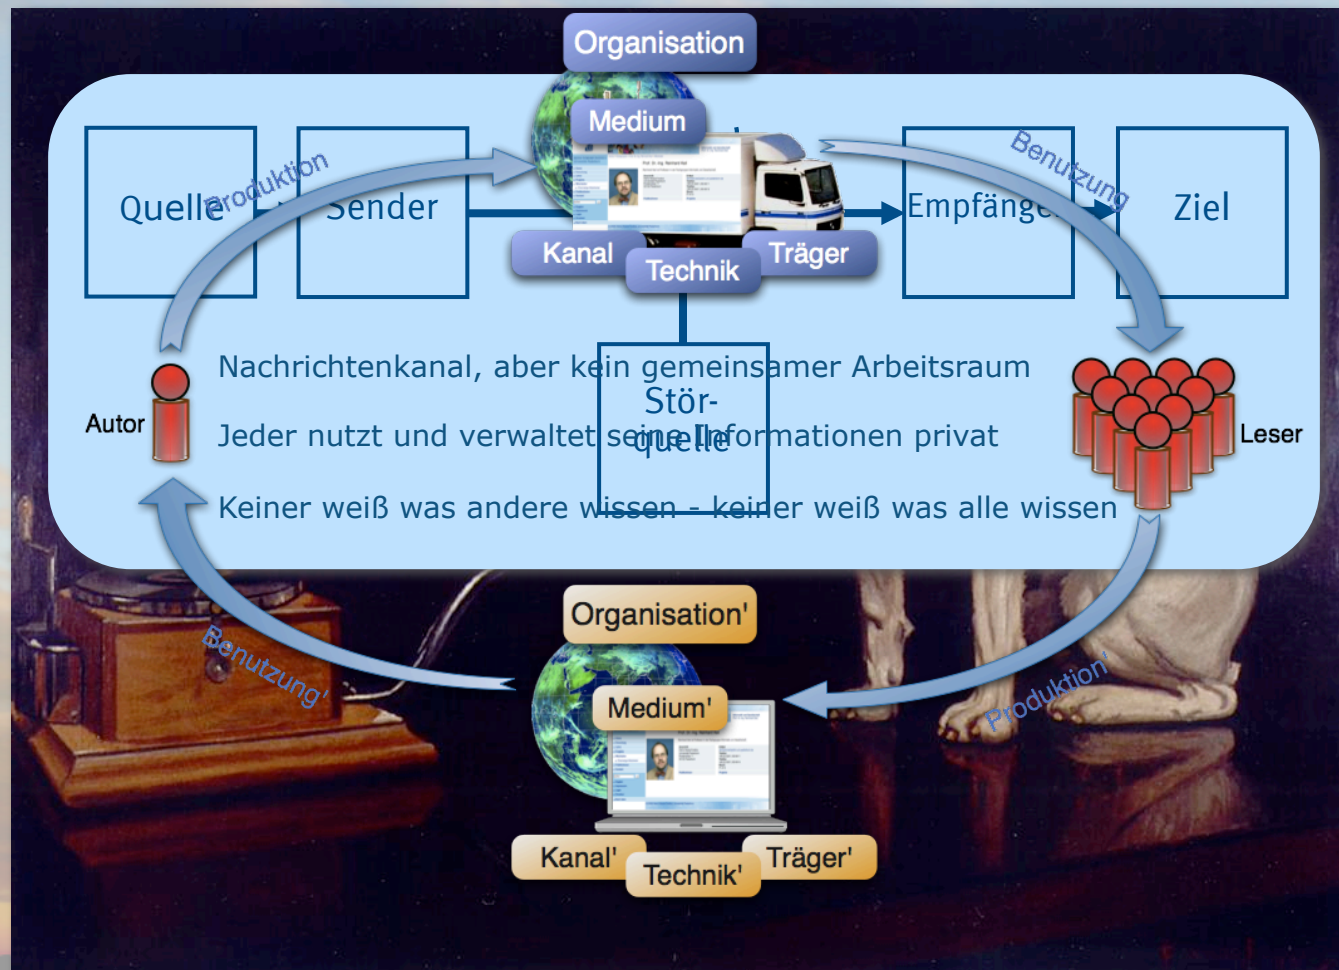 Organisation
Medium
Produktion
Benutzung
Quelle
Sender
Empfänger
Ziel
Kanal
Technik
Träger
Nachrichtenkanal, aber kein gemeinsamer Arbeitsraum
Stör-
quelle
Autor
Jeder nutzt und verwaltet seine Informationen privat
Leser
Keiner weiß was andere wissen - keiner weiß was alle wissen
Organisation'
Benutzung'
Medium'
Produktion'
Kanal'
Technik'
Träger'